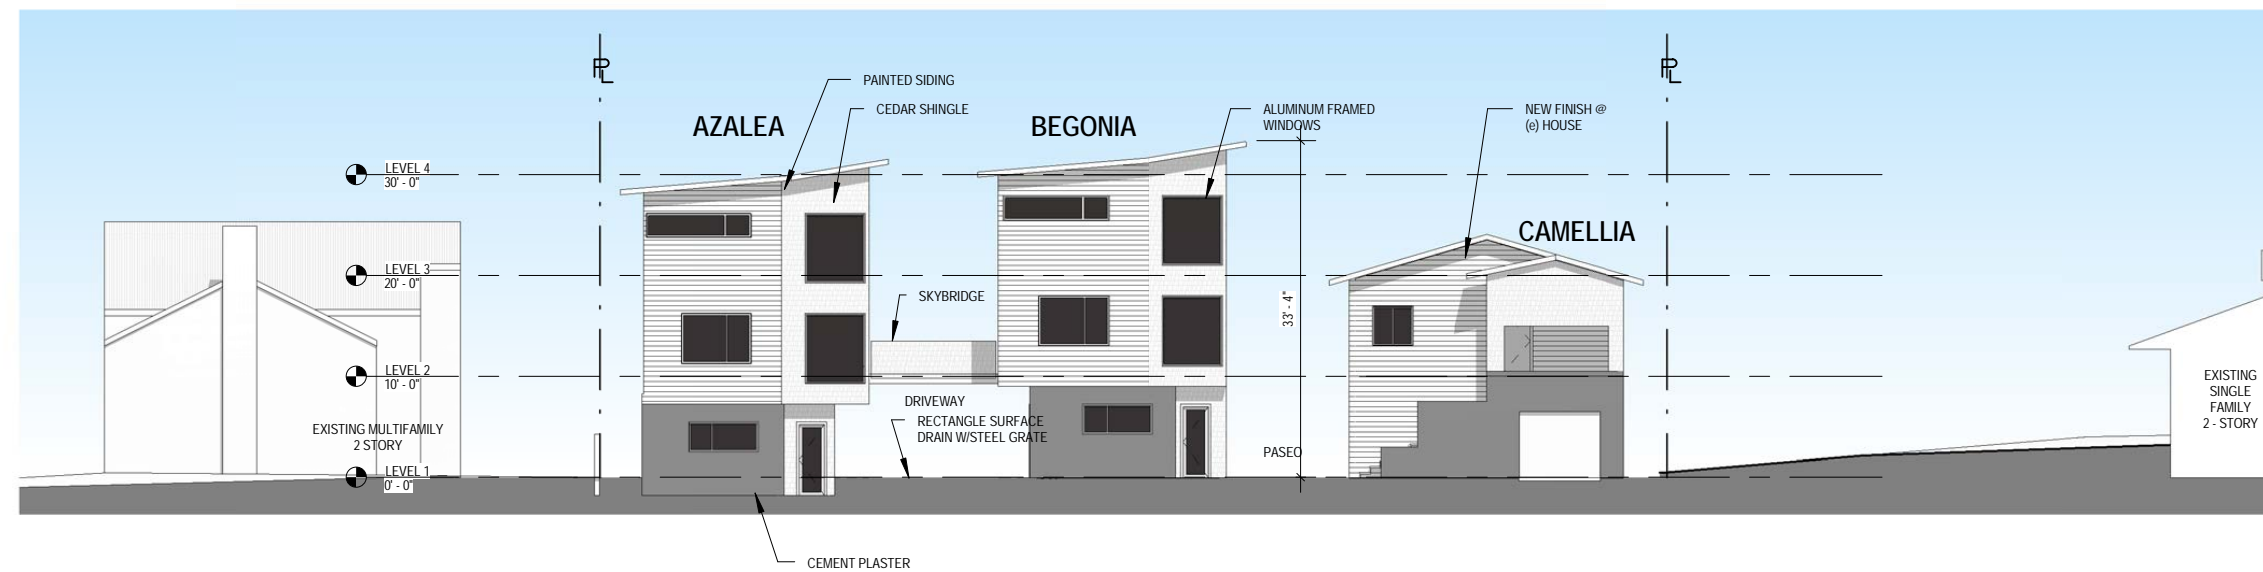 PL
PL
PAINTED SIDING
CEDAR SHINGLE
AZALEA
BEGONIA
ALUMINUM FRAMED
WINDOWS
NEW FINISH @
(e) HOUSE
LEVEL 4
30' - 0"
CAMELLIA
LEVEL 3
20' - 0"
SKYBRIDGE
33' - 4"
LEVEL 2
10' - 0"
DRIVEWAY
RECTANGLE SURFACE
DRAIN W/STEEL GRATE
EXISTING MULTIFAMILY
2 STORY
PASEO
EXISTING
SINGLE
FAMILY
2 - STORY
LEVEL 1
0' - 0"
CEMENT PLASTER